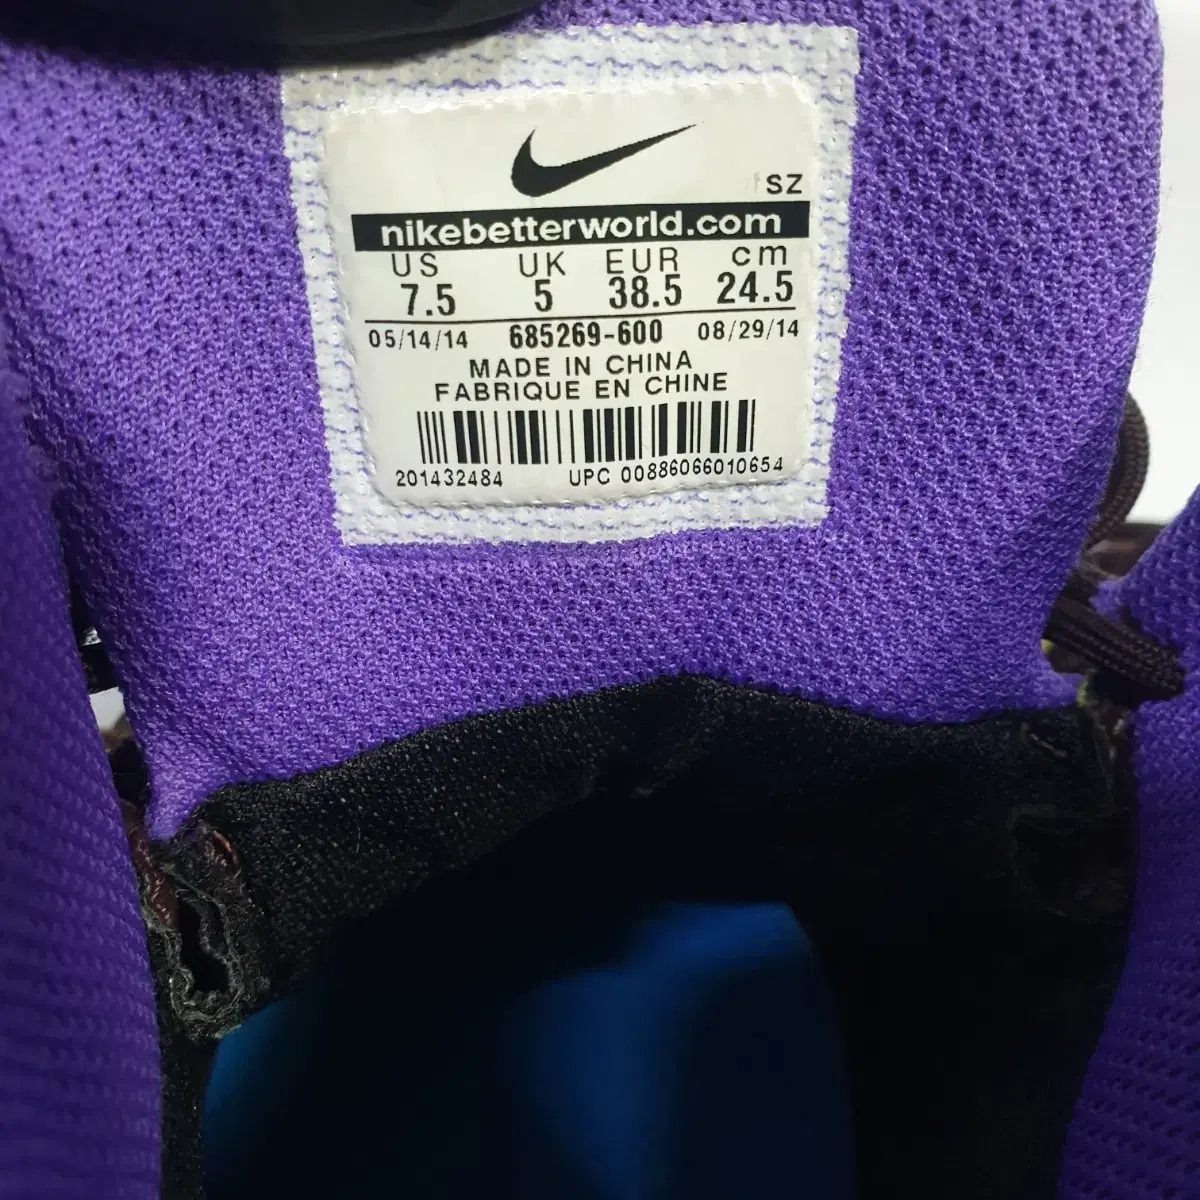 SZ
nikebetterworld.com
US UK EUR cm
7.5 5 38.5 24.5
05/14/14 685269-600 08/29/14
MADE IN CHINA
FABRIQUE EN CHINE
201432484 UPC 00886066010654